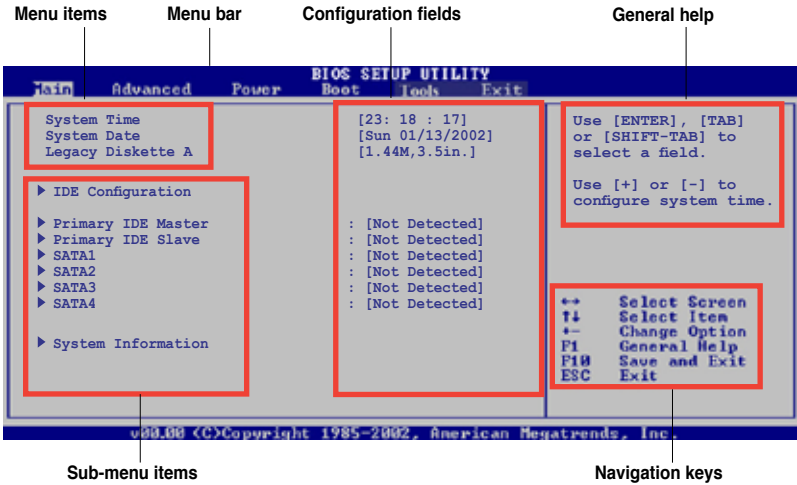 Menu items Menu bar Configuration fields General help
BIOS SETUP UTILITY
Main Advanced Power Boot Tools Exit
System Time [23: 18 : 17]
System Date [Sun 01/13/2002]
Legacy Diskette A [1.44M,3.5in.]
IDE Configuration
Primary IDE Master : [Not Detected]
Primary IDE Slave : [Not Detected]
SATA1 : [Not Detected]
SATA2 : [Not Detected]
SATA3 : [Not Detected]
SATA4 : [Not Detected]
System Information
Use [ENTER], [TAB]
or [SHIFT-TAB] to
select a field.
Use [+] or [-] to
configure system time.
↔ Select Screen
↑↓ Select Item
+- Change Option
F1 General Help
F10 Save and Exit
ESC Exit
v00.00 (C)Copyright 1985-2002, American Megatrends, Inc.
Sub-menu items Navigation keys